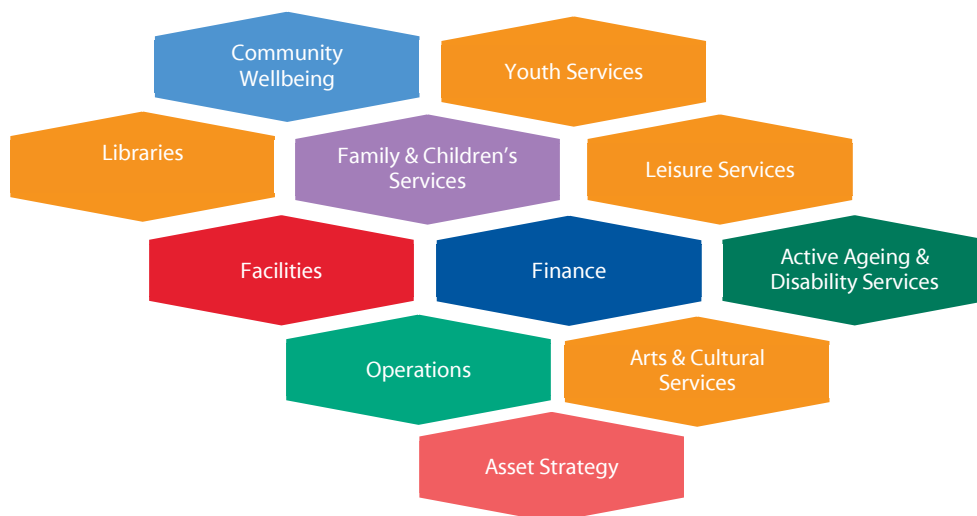 Community
Wellbeing
Youth Services
Libraries
Family & Children’s
Services
Leisure Services
Facilities
Finance
Active Ageing &
Disability Services
Operations
Arts & Cultural
Services
Asset Strategy